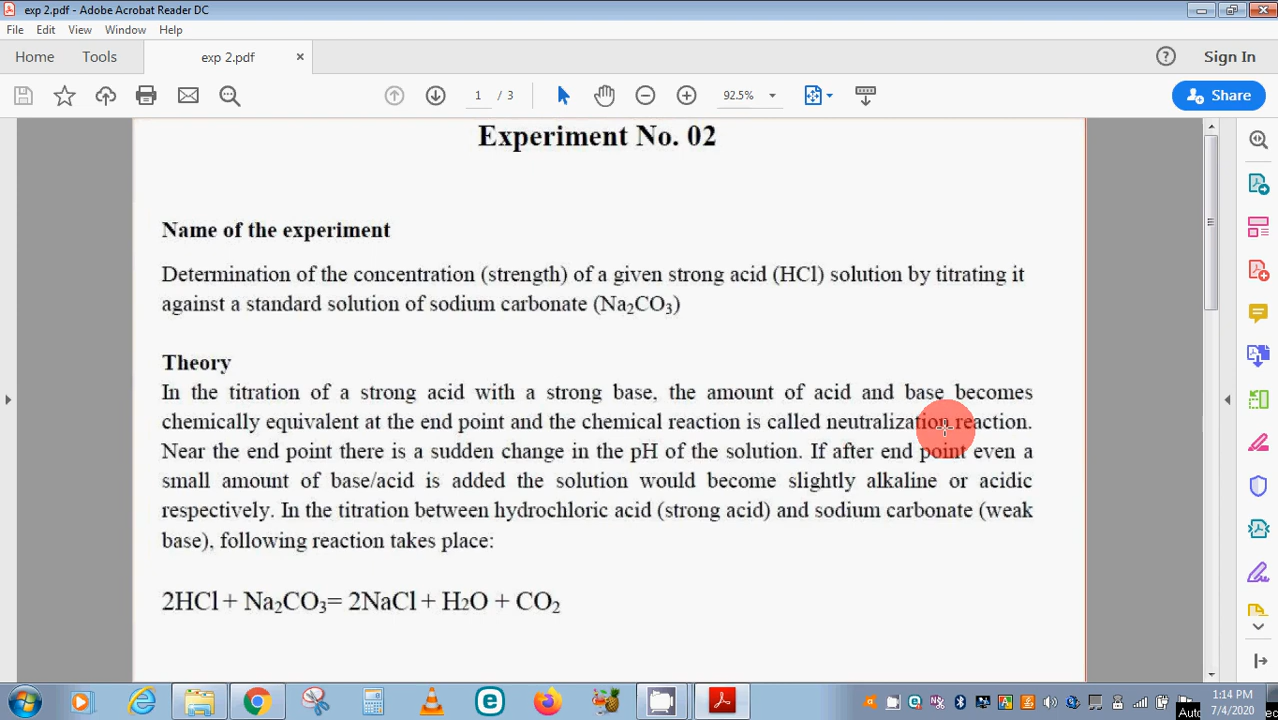 exp 2.pdf - Adobe Acrobat Reader DC
File Edit View Window Help
Home Tools exp 2.pdf × Sign In
1 / 3 92.5% Share
Experiment No. 02
Name of the experiment
Determination of the concentration (strength) of a given strong acid (HCl) solution by titrating it
against a standard solution of sodium carbonate (Na₂CO₃)
Theory
In the titration of a strong acid with a strong base, the amount of acid and base becomes
chemically equivalent at the end point and the chemical reaction is called neutralization reaction.
Near the end point there is a sudden change in the pH of the solution. If after end point even a
small amount of base/acid is added the solution would become slightly alkaline or acidic
respectively. In the titration between hydrochloric acid (strong acid) and sodium carbonate (weak
base), following reaction takes place:
2HCl + Na₂CO₃= 2NaCl + H2O + CO₂
1:14 PM
7/4/2020